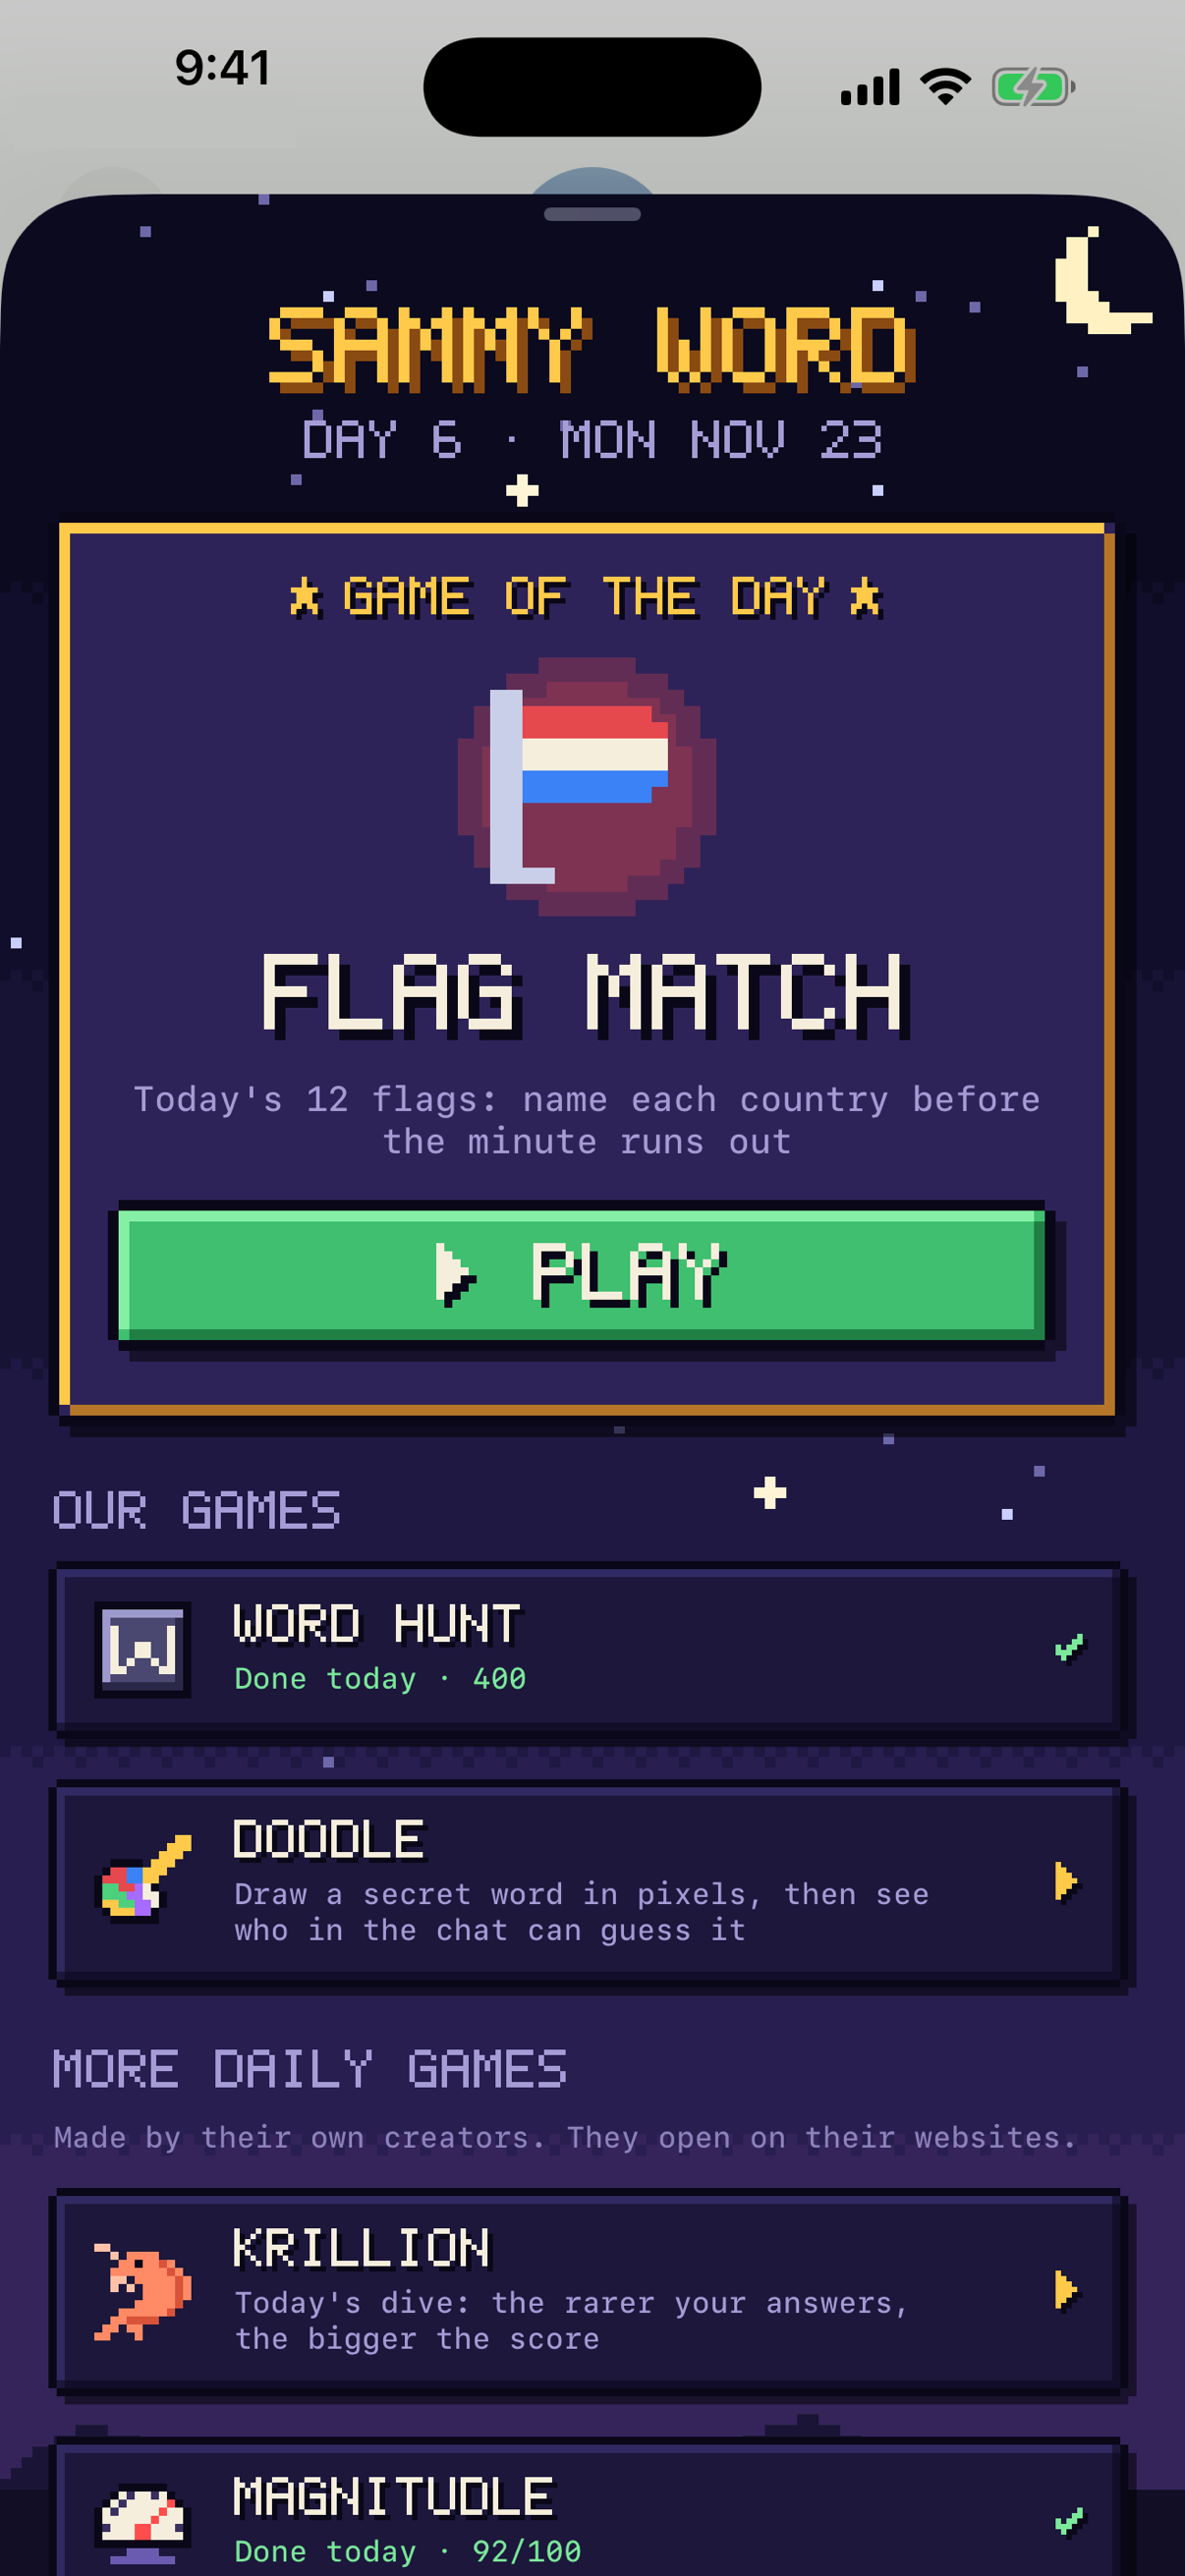 9:41
SAMMY WORD
DAY 6 · MON NOV 23
★ GAME OF THE DAY ★
FLAG MATCH
Today's 12 flags: name each country before
the minute runs out
▶ PLAY
OUR GAMES
W
WORD HUNT
Done today · 400
DOODLE
Draw a secret word in pixels, then see
who in the chat can guess it
MORE DAILY GAMES
Made by their own creators. They open on their websites.
KRILLION
Today's dive: the rarer your answers,
the bigger the score
MAGNITUDLE
Done today · 92/100